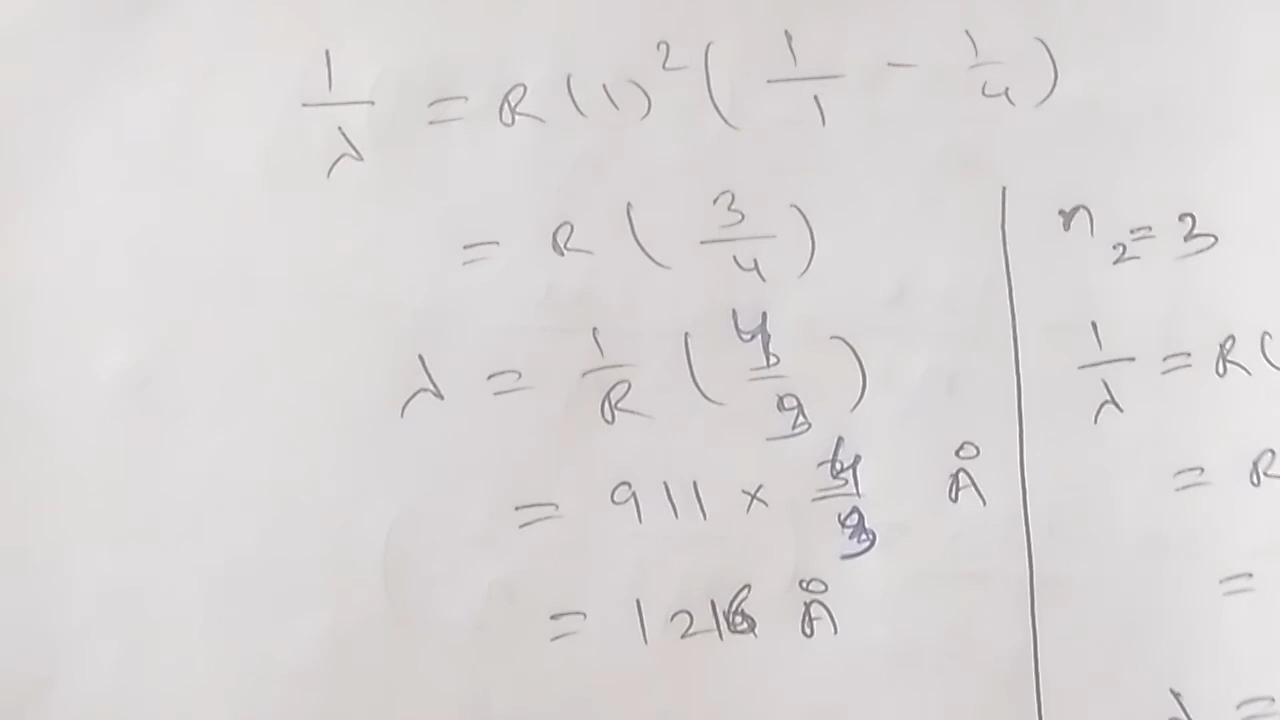 1/λ = R(1)²(1/1 - 1/4)
= R(3/4)
λ = 1/R (4/3)
= 911 × 4/3 Å
= 1216 Å
n₂ = 3
1/λ = R(
= R
=
λ =